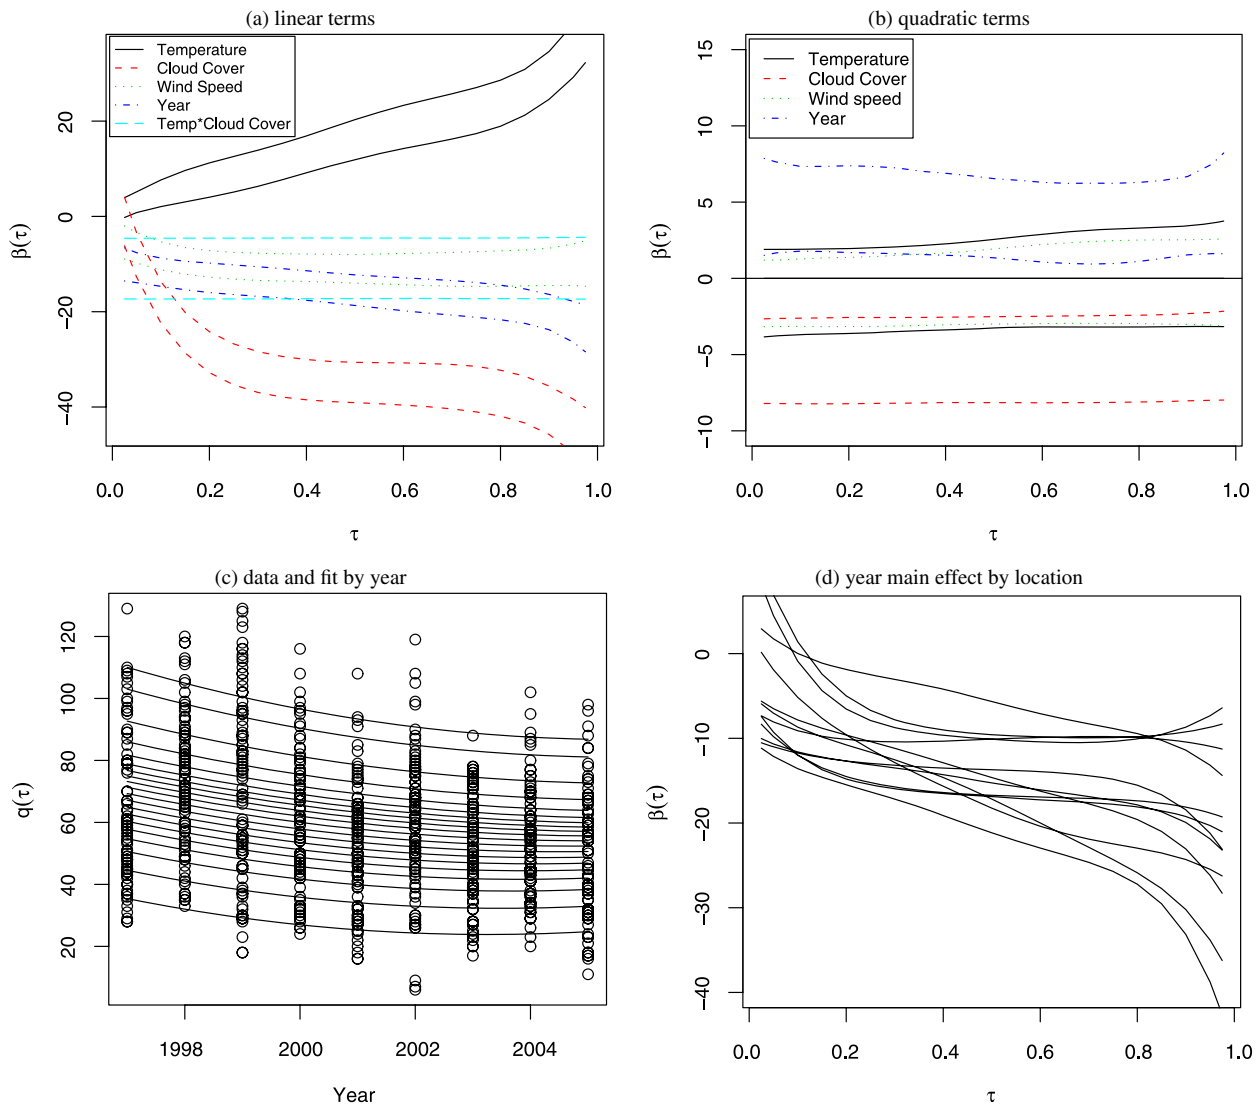 (a) linear terms
Temperature
Cloud Cover
Wind Speed
Year
Temp*Cloud Cover
β(τ)
20
0
−20
−40
0.0 0.2 0.4 0.6 0.8 1.0
τ
(b) quadratic terms
Temperature
Cloud Cover
Wind speed
Year
β(τ)
15
10
5
0
−5
−10
0.0 0.2 0.4 0.6 0.8 1.0
τ
(c) data and fit by year
q(τ)
120
100
80
60
40
20
1998 2000 2002 2004
Year
(d) year main effect by location
β(τ)
0
−10
−20
−30
−40
0.0 0.2 0.4 0.6 0.8 1.0
τ